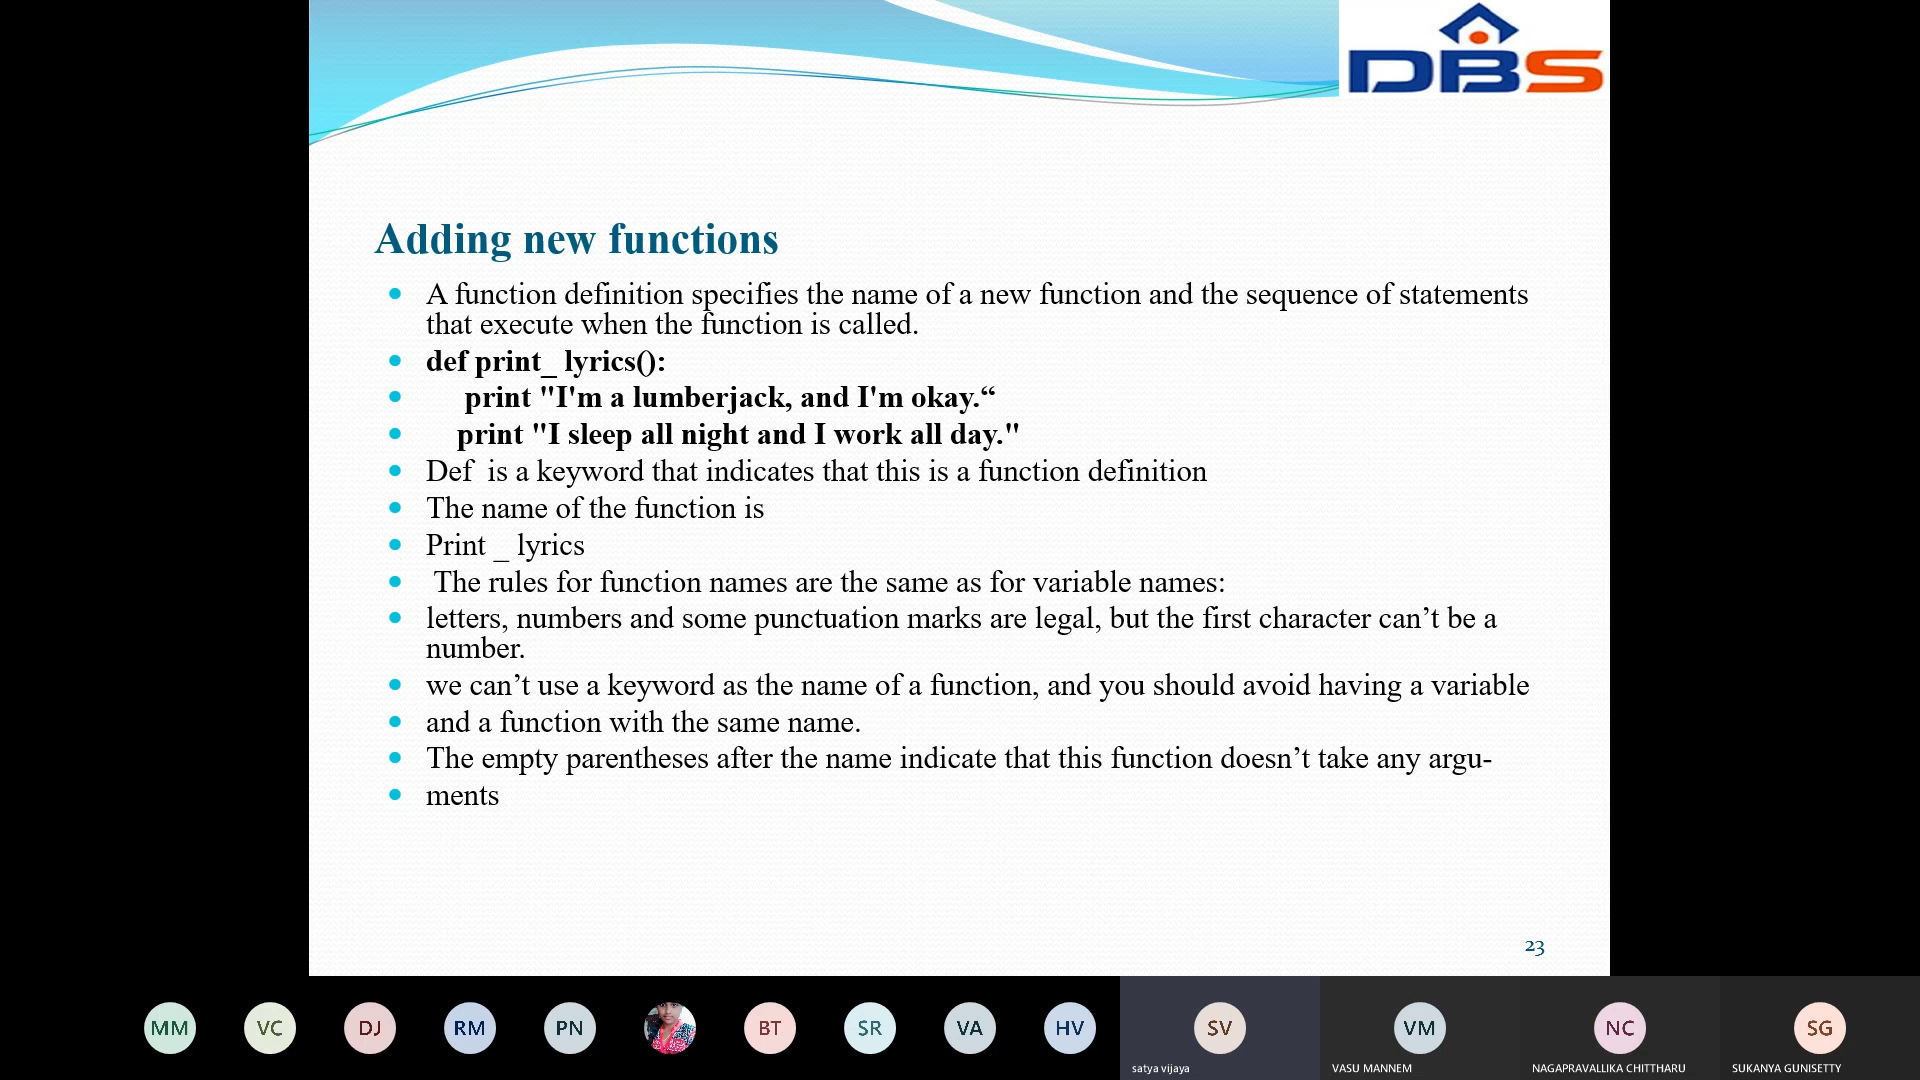 DBS
Adding new functions
A function definition specifies the name of a new function and the sequence of statements
that execute when the function is called.
def print_ lyrics():
print "I'm a lumberjack, and I'm okay.“
print "I sleep all night and I work all day."
Def  is a keyword that indicates that this is a function definition
The name of the function is
Print _ lyrics
The rules for function names are the same as for variable names:
letters, numbers and some punctuation marks are legal, but the first character can’t be a
number.
we can’t use a keyword as the name of a function, and you should avoid having a variable
and a function with the same name.
The empty parentheses after the name indicate that this function doesn’t take any argu-
ments
23
MM
VC
DJ
RM
PN
BT
SR
VA
HV
SV
VM
NC
SG
satya vijaya
VASU MANNEM
NAGAPRAVALLIKA CHITTHARU
SUKANYA GUNISETTY